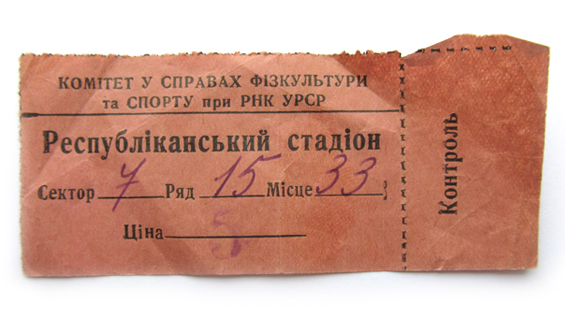 КОМІТЕТ У СПРАВАХ ФІЗКУЛЬТУРИ
та СПОРТУ при РНК УРСР
Республіканський стадіон
Сектор 7 Ряд 15 Місце 33
Ціна 5
Контроль